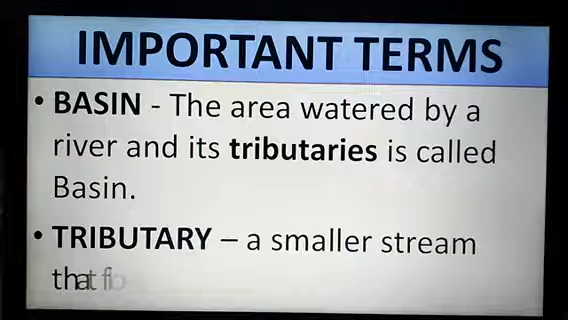 IMPORTANT TERMS
• BASIN - The area watered by a
river and its tributaries is called
Basin.
• TRIBUTARY – a smaller stream
that